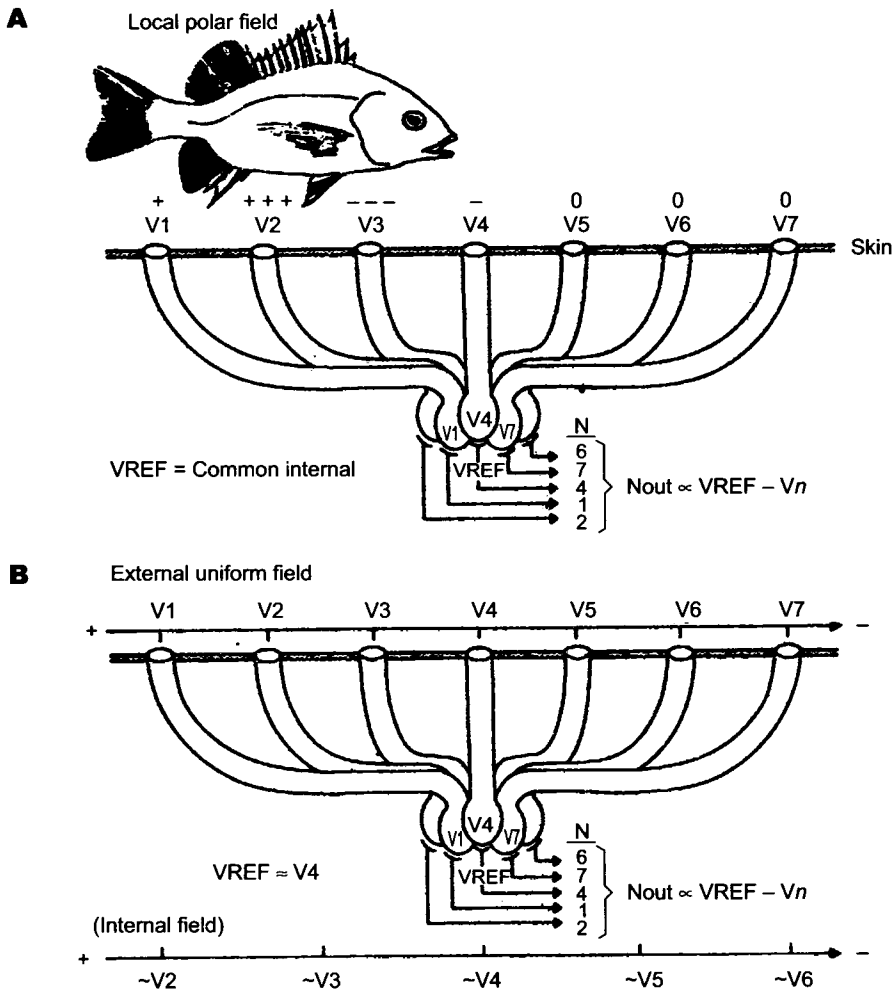 A
Local polar field
+ + + + – – – – 0 0 0
V1 V2 V3 V4 V5 V6 V7
Skin
V1 V4 V7
N
VREF = Common internal
VREF
6
7
4
1
2
Nout ∝ VREF – Vn
B
External uniform field
V1 V2 V3 V4 V5 V6 V7
+ –
V1 V4 V7
N
VREF ≈ V4
VREF
6
7
4
1
2
Nout ∝ VREF – Vn
(Internal field)
+ –
~V2 ~V3 ~V4 ~V5 ~V6